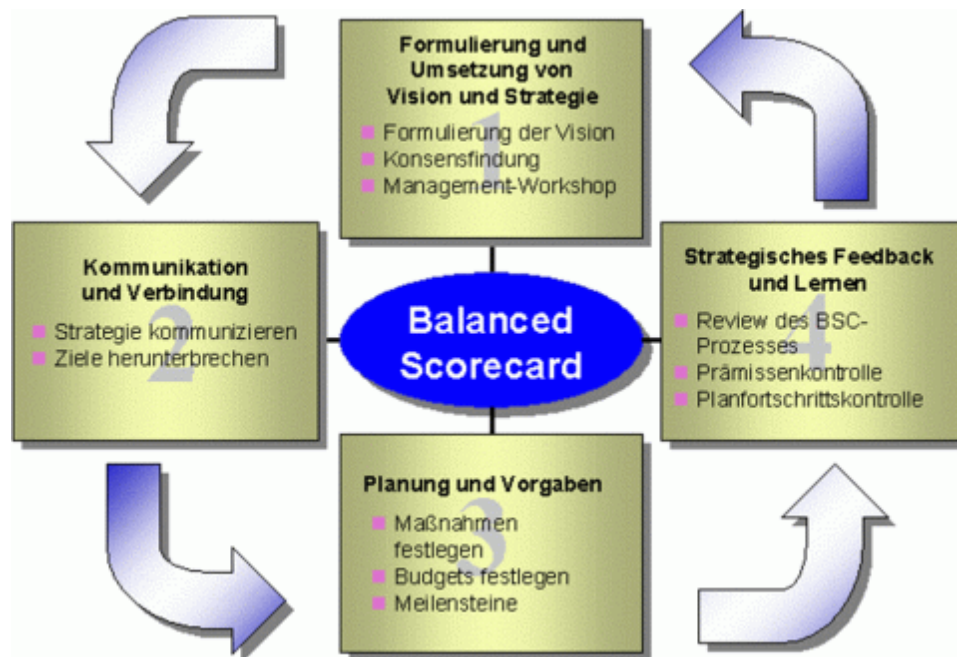 Formulierung und
Umsetzung von
Vision und Strategie
1
Formulierung der Vision
Konsensfindung
Management-Workshop
Kommunikation
und Verbindung
2
Strategie kommunizieren
Ziele herunterbrechen
Balanced
Scorecard
Planung und Vorgaben
3
Maßnahmen
festlegen
Budgets festlegen
Meilensteine
Strategisches Feedback
und Lernen
4
Review des BSC-
Prozesses
Prämissenkontrolle
Planfortschrittskontrolle